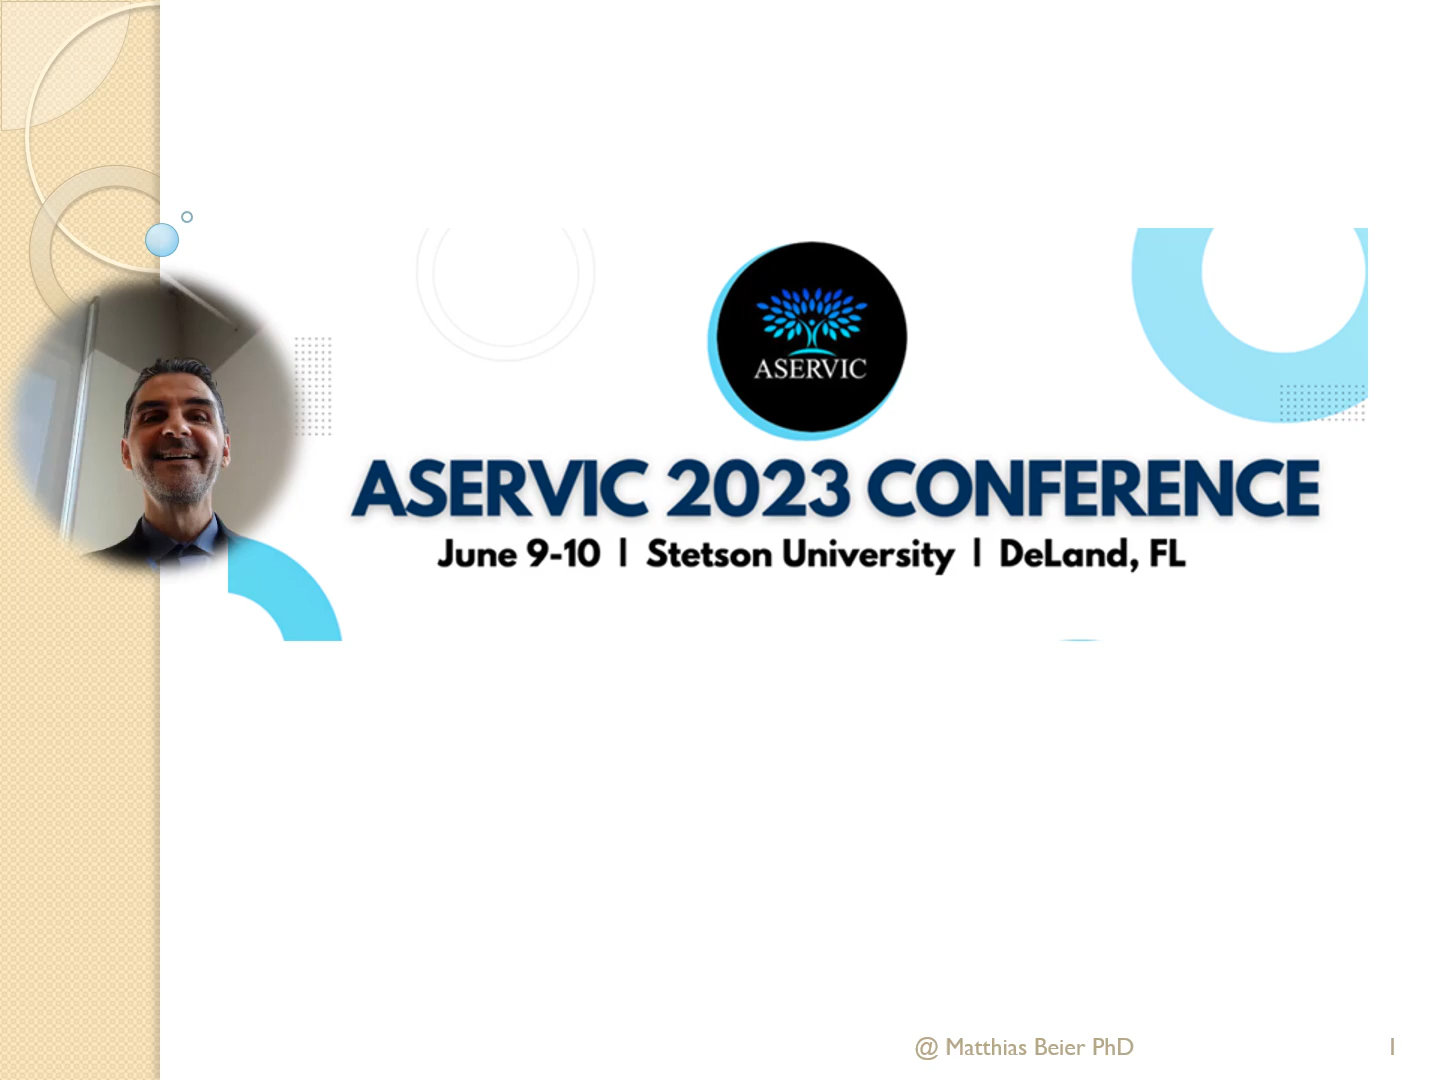 ASERVIC
ASERVIC 2023 CONFERENCE
June 9-10 | Stetson University | DeLand, FL
@ Matthias Beier PhD
1